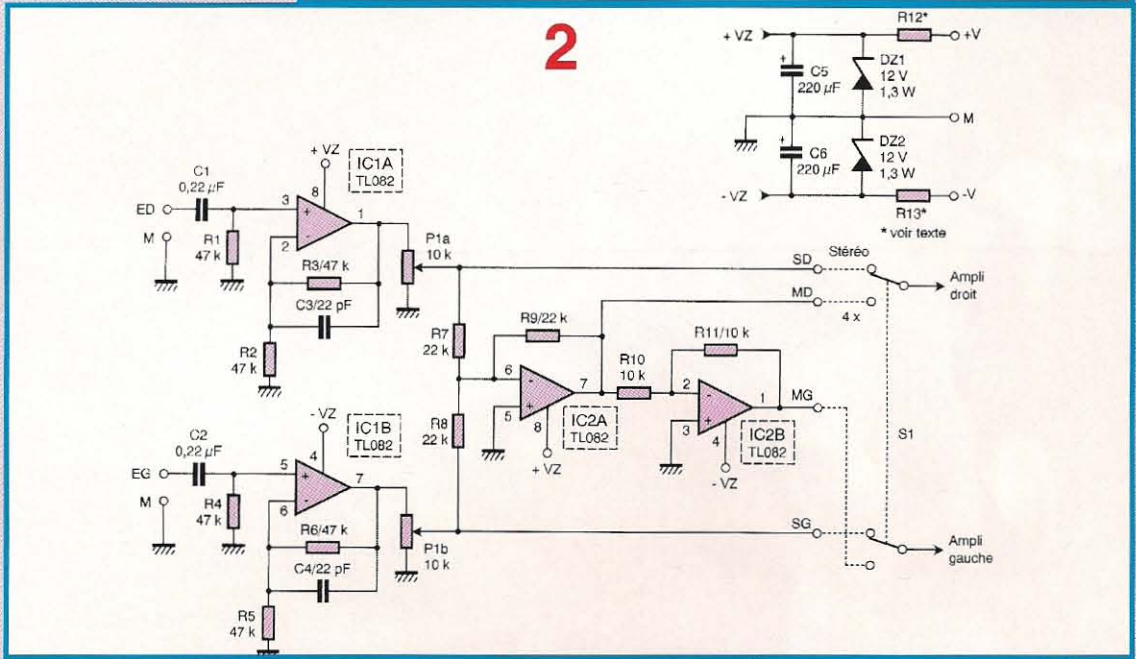 2
+ VZ
R12*
+V
+
C5
220 µF
DZ1
12 V
1,3 W
M
+
C6
220 µF
DZ2
12 V
1,3 W
- VZ
R13*
-V
* voir texte
+ VZ
IC1A
TL082
C1
0,22 µF
8
ED
3
+
1
M
2
-
R1
47 k
P1a
10 k
R3/47 k
C3/22 pF
R2
47 k
SD
Stéréo
Ampli
droit
MD
4 x
R7
22 k
R9/22 k
R11/10 k
6
-
7
R10
10 k
2
-
1
MG
5
+
8
IC2A
TL082
3
+
4
IC2B
TL082
S1
R8
22 k
+ VZ
- VZ
- VZ
IC1B
TL082
C2
0,22 µF
4
EG
5
+
7
M
6
-
R4
47 k
SG
P1b
10 k
Ampli
gauche
R6/47 k
C4/22 pF
R5
47 k